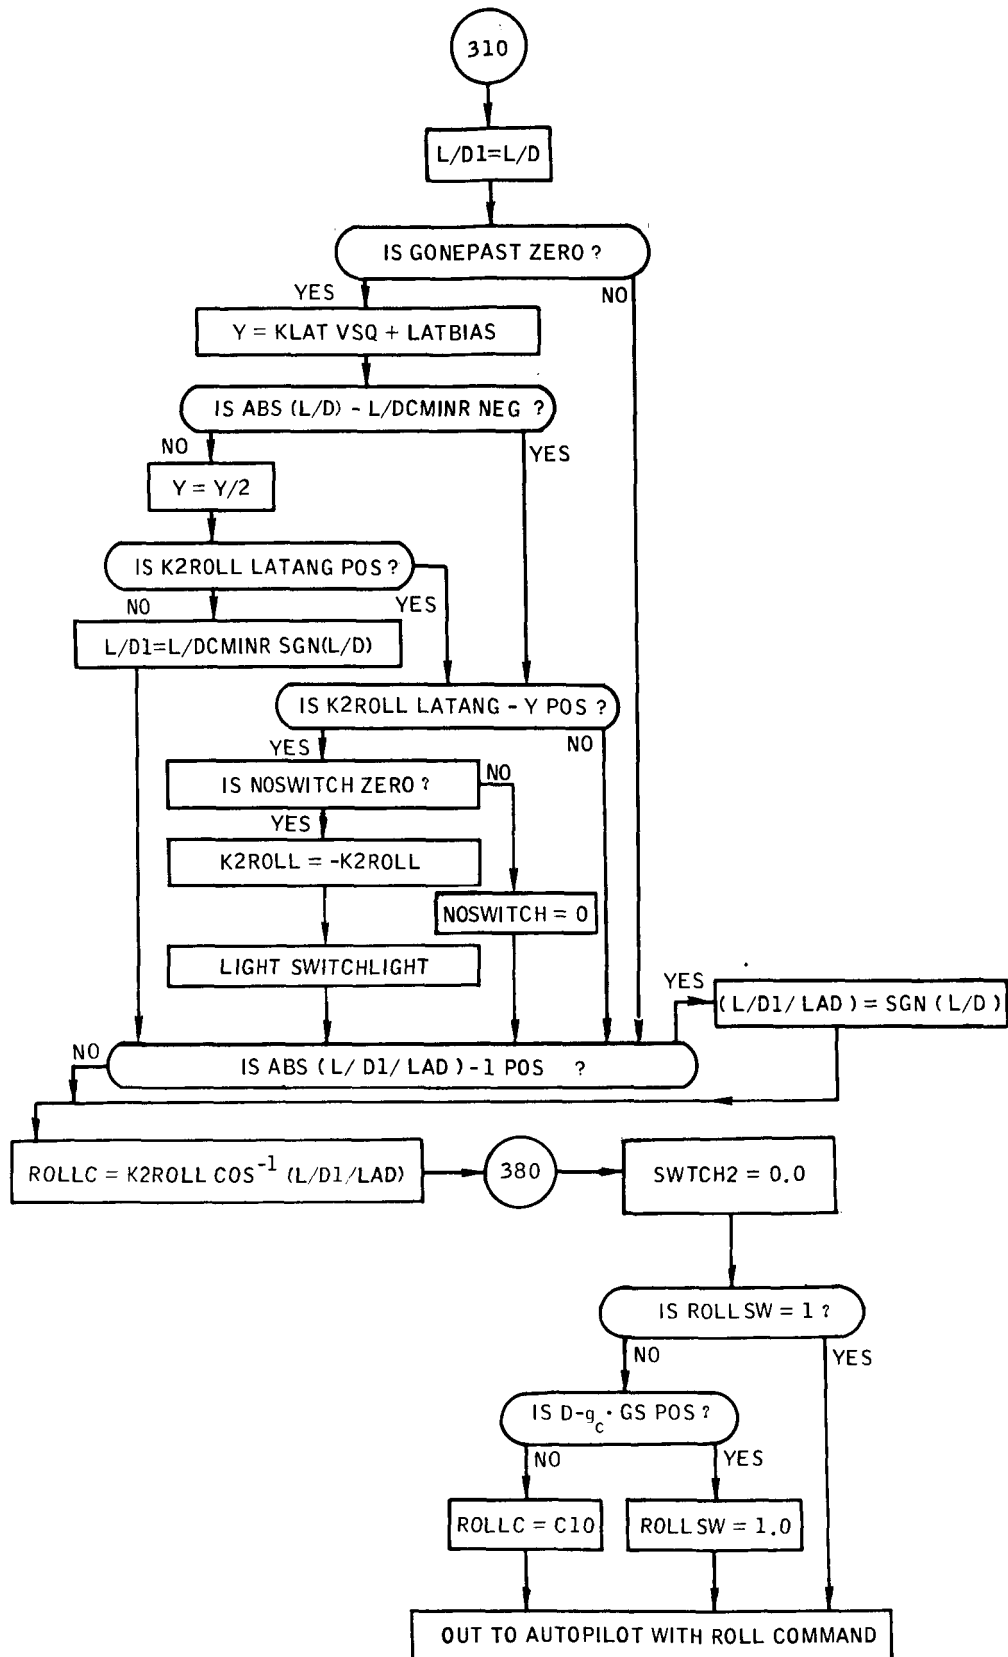 310
L/D1=L/D
IS GONEPAST ZERO ?
YES
NO
Y = KLAT VSQ + LATBIAS
IS ABS (L/D) - L/DCMINR NEG ?
NO
YES
Y = Y/2
IS K2ROLL LATANG POS ?
NO
YES
L/D1=L/DCMINR SGN(L/D)
IS K2ROLL LATANG - Y POS ?
YES
NO
IS NOSWITCH ZERO ?
NO
YES
K2ROLL = -K2ROLL
NOSWITCH = 0
LIGHT SWITCHLIGHT
YES
(L/D1/LAD) = SGN (L/D)
NO
IS ABS (L/D1/LAD) -1 POS ?
ROLLC = K2ROLL COS⁻¹ (L/D1/LAD)
380
SWTCH2 = 0.0
IS ROLLSW = 1 ?
NO
YES
IS D-g_c · GS POS ?
NO
YES
ROLLC = C10
ROLLSW = 1.0
OUT TO AUTOPILOT WITH ROLL COMMAND